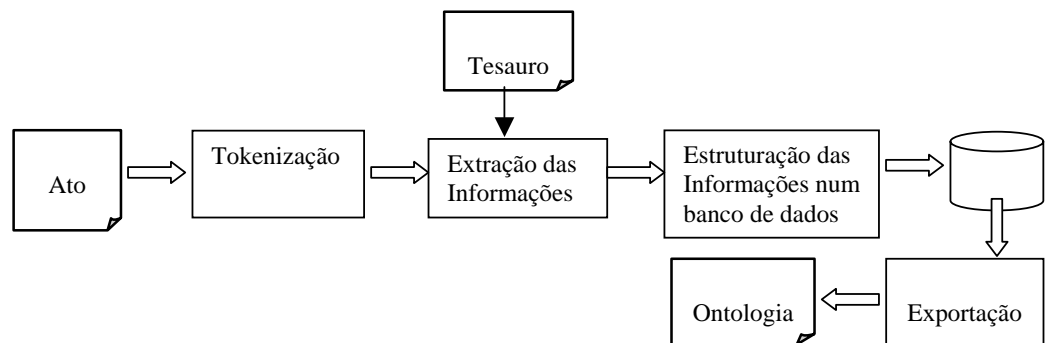 Tesauro
Ato
Tokenização
Extração das
Informações
Estruturação das
Informações num
banco de dados
Ontologia
Exportação